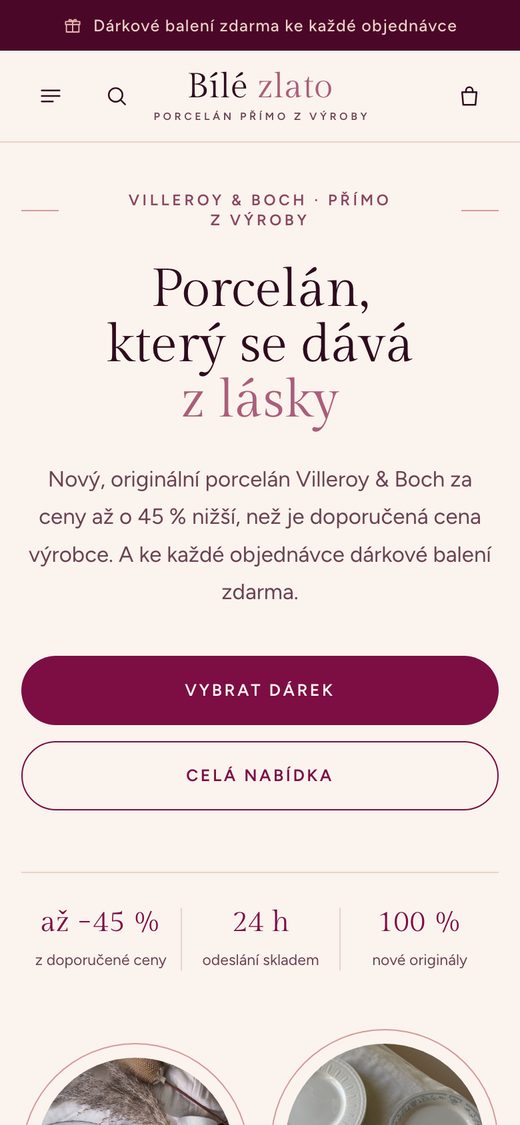 Dárkové balení zdarma ke každé objednávce
Bílé zlato
PORCELÁN PŘÍMO Z VÝROBY
VILLEROY & BOCH · PŘÍMO
Z VÝROBY
Porcelán,
který se dává
z lásky
Nový, originální porcelán Villeroy & Boch za
ceny až o 45 % nižší, než je doporučená cena
výrobce. A ke každé objednávce dárkové balení
zdarma.
VYBRAT DÁREK
CELÁ NABÍDKA
až −45 %
z doporučené ceny
24 h
odeslání skladem
100 %
nové originály